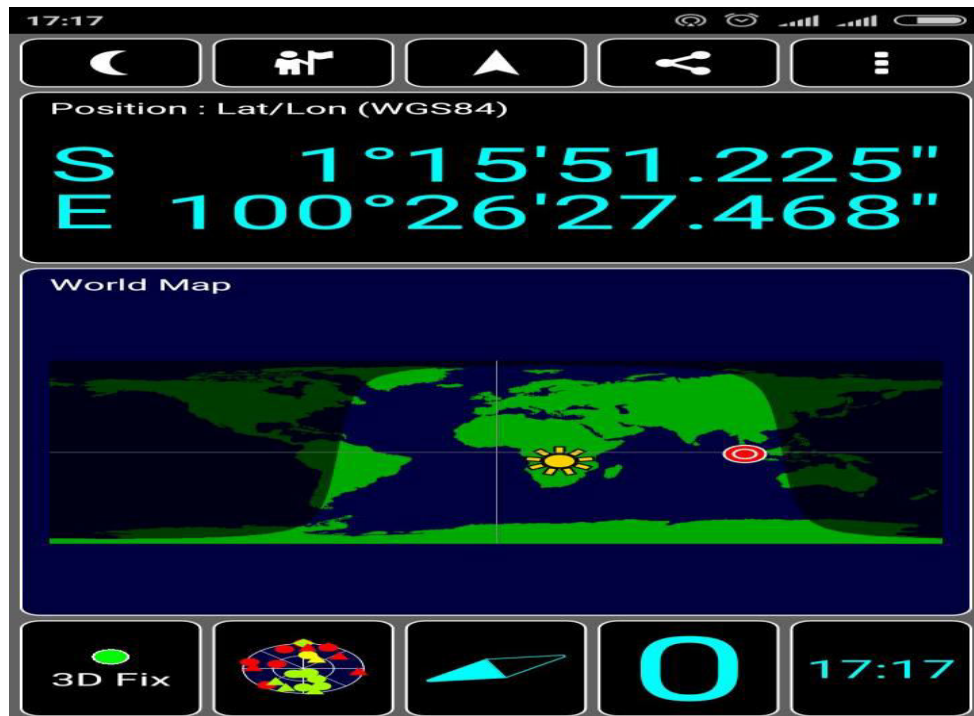 17:17
Position : Lat/Lon (WGS84)
S 1°15'51.225"
E 100°26'27.468"
World Map
3D Fix
0
17:17